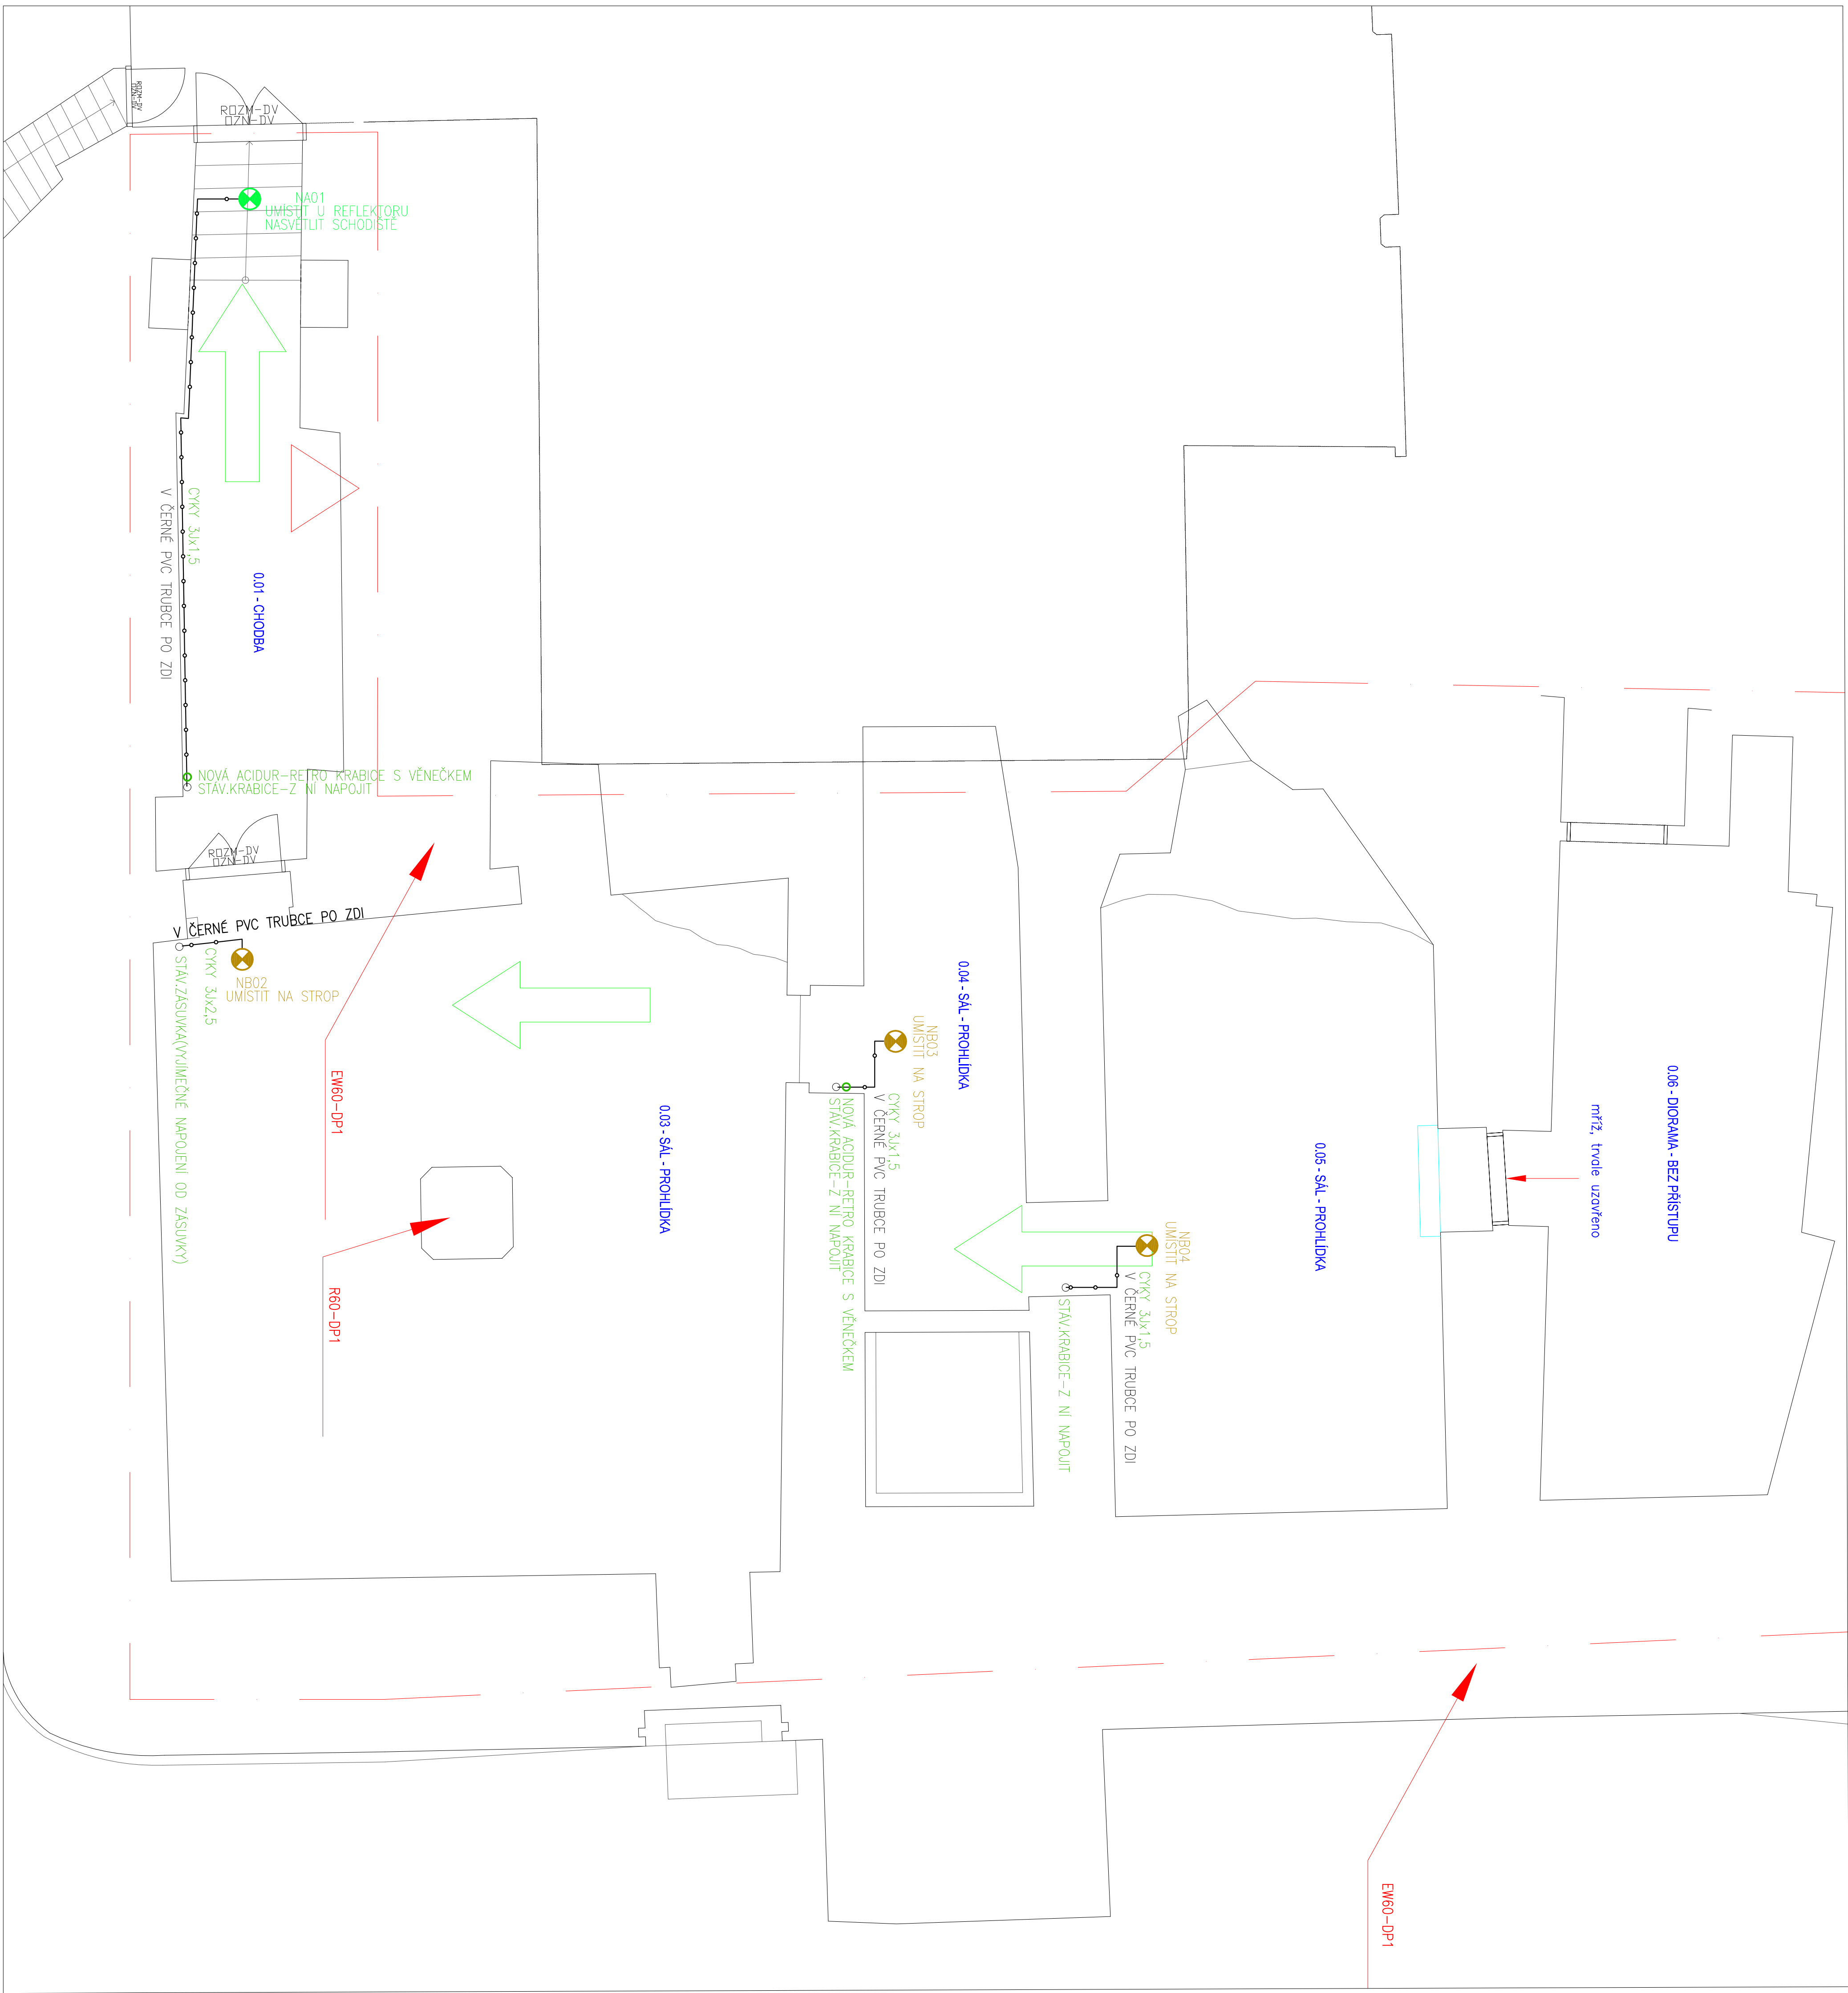 ROZM-DV
OZN-DV
ROZM-DV
OZN-DV
NA01
UMÍSTIT U REFLEKTORU
NASVĚTLIT SCHODIŠTĚ
CYKY 3Jx1,5
V ČERNÉ PVC TRUBCE PO ZDI
0.01 - CHODBA
NOVÁ ACIDUR-RETRO KRABICE S VĚNEČKEM
STÁV.KRABICE-Z NÍ NAPOJIT
ROZM-DV
OZN-DV
V ČERNÉ PVC TRUBCE PO ZDI
CYKY 3Jx2,5
STÁV.ZÁSUVKA(VYJÍMEČNÉ NAPOJENÍ OD ZÁSUVKY)
NB02
UMÍSTIT NA STROP
EW60-DP1
R60-DP1
0.03 - SÁL - PROHLÍDKA
0.04 - SÁL - PROHLÍDKA
NB03
UMÍSTIT NA STROP
CYKY 3Jx1,5
V ČERNÉ PVC TRUBCE PO ZDI
NOVÁ ACIDUR-RETRO KRABICE S VĚNEČKEM
STÁV.KRABICE-Z NÍ NAPOJIT
NB04
UMÍSTIT NA STROP
CYKY 3Jx1,5
V ČERNÉ PVC TRUBCE PO ZDI
STÁV.KRABICE-Z NÍ NAPOJIT
0.05 - SÁL - PROHLÍDKA
0.06 - DIORAMA - BEZ PŘÍSTUPU
mříž, trvale uzavřeno
EW60-DP1